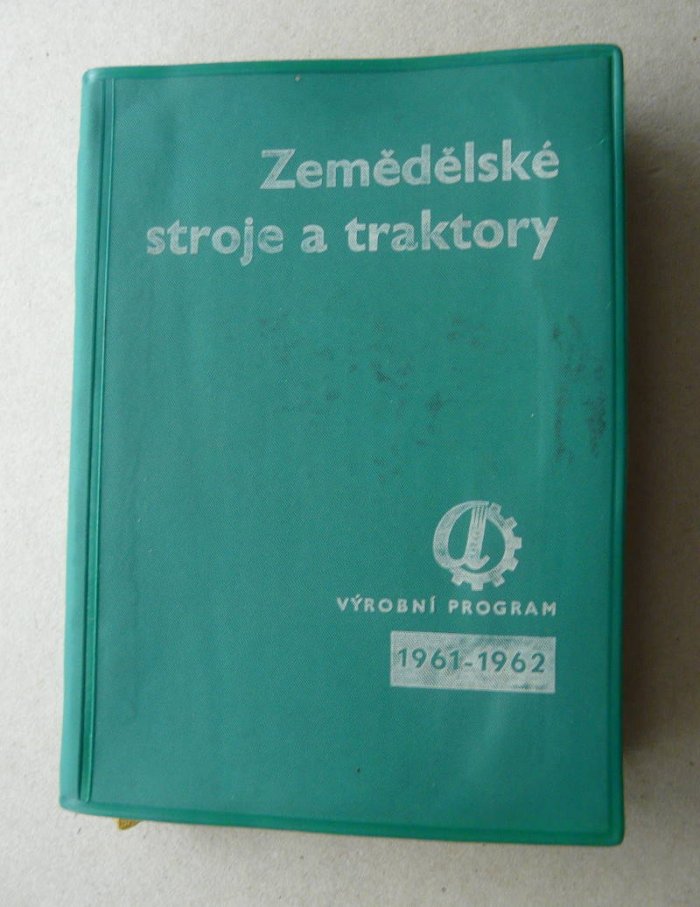 Zemědělské
stroje a traktory
VÝROBNÍ PROGRAM
1961-1962